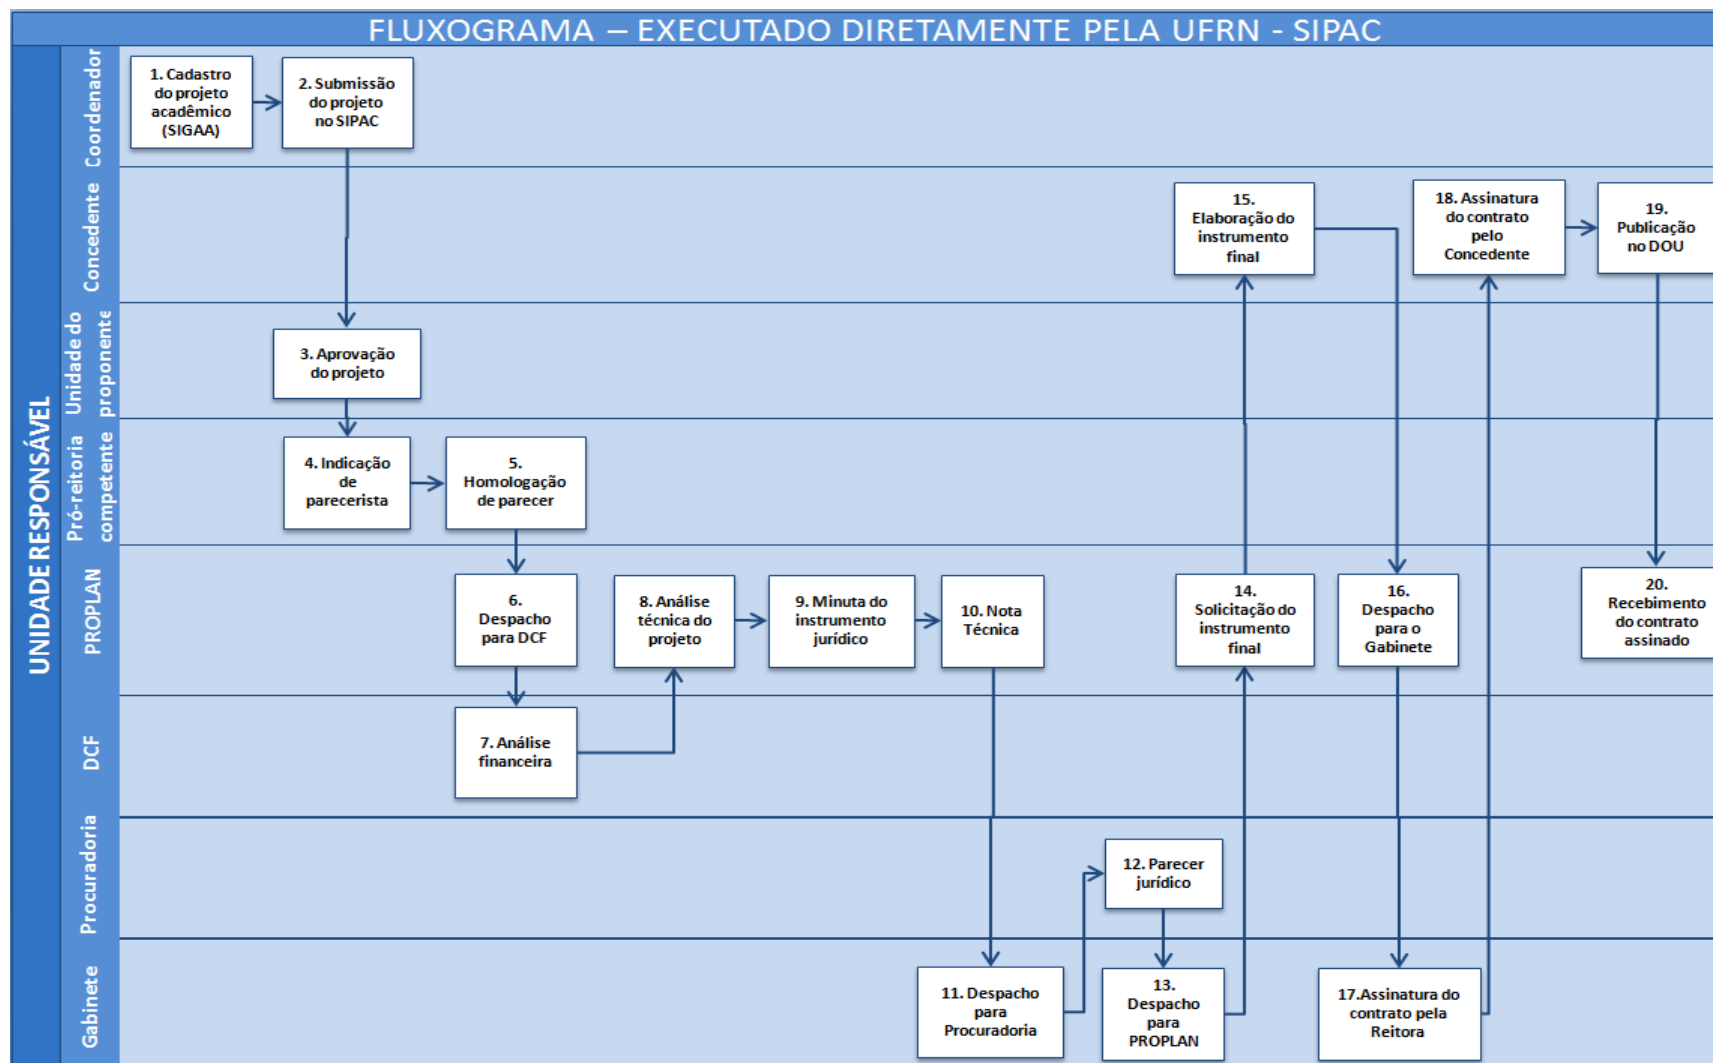 FLUXOGRAMA – EXECUTADO DIRETAMENTE PELA UFRN - SIPAC
UNIDADE RESPONSÁVEL
Coordenador
1. Cadastro
do projeto
acadêmico
(SIGAA)
2. Submissão
do projeto
no SIPAC
Concedente
15.
Elaboração do
instrumento
final
18. Assinatura
do contrato
pelo
Concedente
19.
Publicação
no DOU
Unidade do
proponente
3. Aprovação
do projeto
Pró-reitoria
competente
4. Indicação
de
parecerista
5.
Homologação
de parecer
PROPLAN
6.
Despacho
para DCF
8. Análise
técnica do
projeto
9. Minuta do
instrumento
jurídico
10. Nota
Técnica
14.
Solicitação do
instrumento
final
16.
Despacho
para o
Gabinete
20.
Recebimento
do contrato
assinado
DCF
7. Análise
financeira
Procuradoria
12. Parecer
jurídico
Gabinete
11. Despacho
para
Procuradoria
13.
Despacho
para
PROPLAN
17.Assinatura do
contrato pela
Reitora